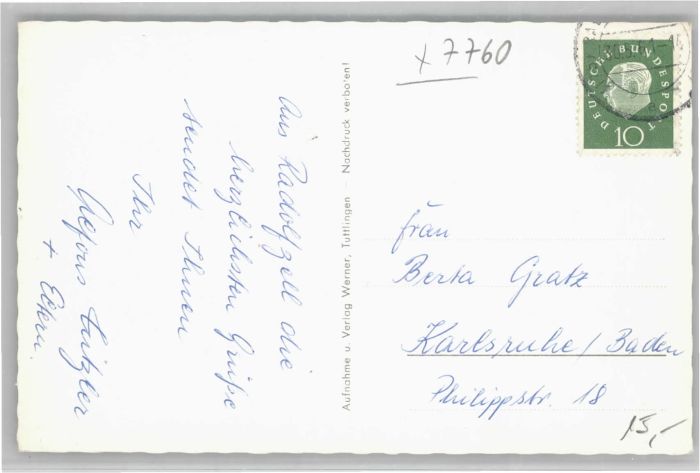 x 7760
DEUTSCHE BUNDESPOST
10
Aus Radolfzell die
herzlichsten Grüße
sendet Ihnen
Ihr
Alfons
+ Eltern
Aufnahme u. Verlag Werner, Tuttlingen – Nachdruck verboten!
Frau
Berta Gratz
Karlsruhe/Baden
Philippstr. 18
15,-